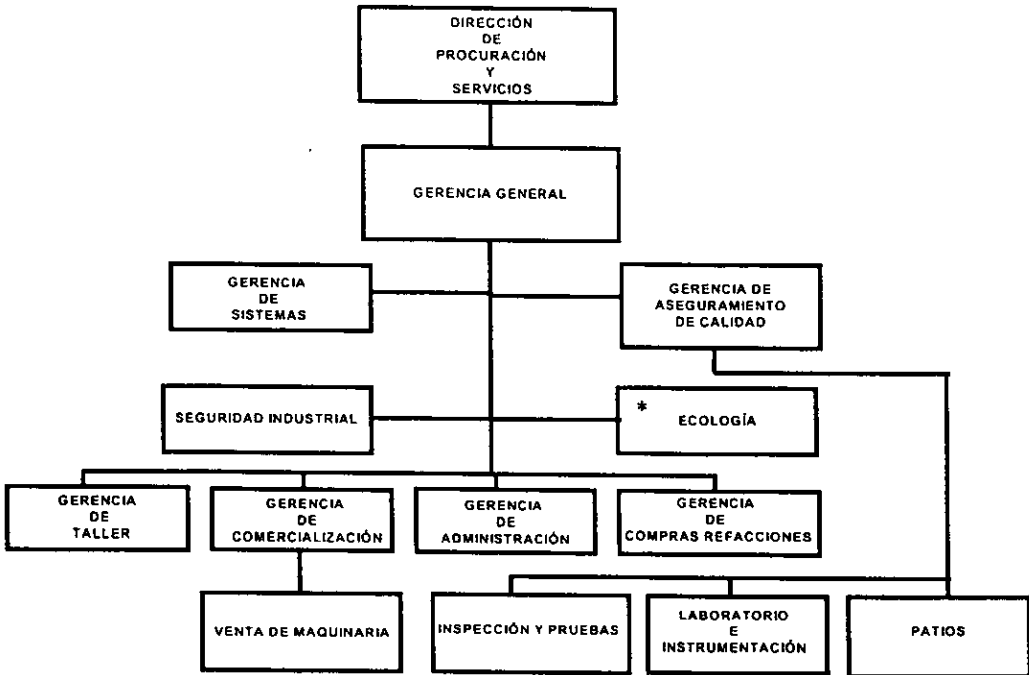 DIRECCIÓN
DE
PROCURACIÓN
Y
SERVICIOS
GERENCIA GENERAL
GERENCIA
DE
SISTEMAS
GERENCIA DE
ASEGURAMIENTO
DE CALIDAD
SEGURIDAD INDUSTRIAL
* ECOLOGÍA
GERENCIA
DE
TALLER
GERENCIA
DE
COMERCIALIZACIÓN
GERENCIA
DE
ADMINISTRACIÓN
GERENCIA
DE
COMPRAS REFACCIONES
VENTA DE MAQUINARIA
INSPECCIÓN Y PRUEBAS
LABORATORIO
E
INSTRUMENTACIÓN
PATIOS